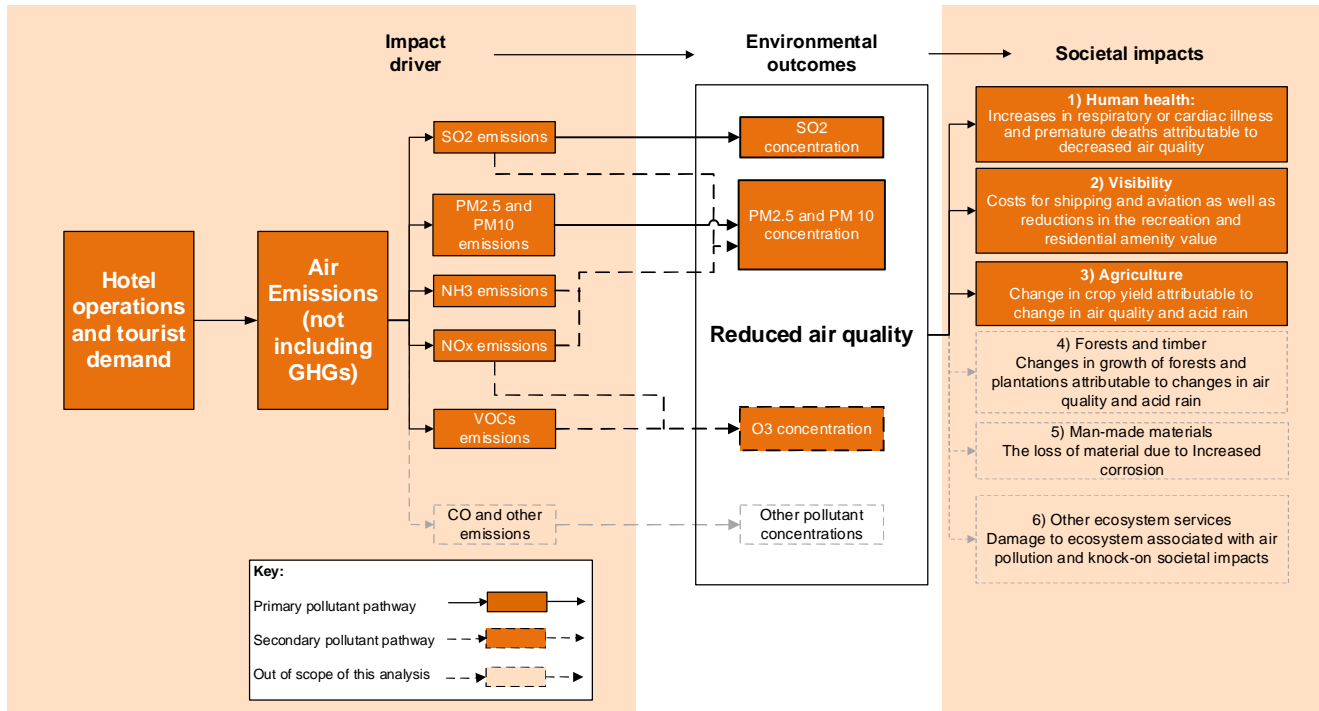 Impact
driver
Environmental
outcomes
Societal impacts
Hotel
operations
and tourist
demand
Air
Emissions
(not
including
GHGs)
SO2 emissions
PM2.5 and
PM10
emissions
NH3 emissions
NOx emissions
VOCs
emissions
CO and other
emissions
SO2
concentration
PM2.5 and PM 10
concentration
Reduced air quality
O3 concentration
Other pollutant
concentrations
1) Human health:
Increases in respiratory or cardiac illness
and premature deaths attributable to
decreased air quality
2) Visibility
Costs for shipping and aviation as well as
reductions in the recreation and
residential amenity value
3) Agriculture
Change in crop yield attributable to
change in air quality and acid rain
4) Forests and timber
Changes in growth of forests and
plantations attributable to changes in air
quality and acid rain
5) Man-made materials
The loss of material due to Increased
corrosion
6) Other ecosystem services
Damage to ecosystem associated with air
pollution and knock-on societal impacts
Key:
Primary pollutant pathway
Secondary pollutant pathway
Out of scope of this analysis